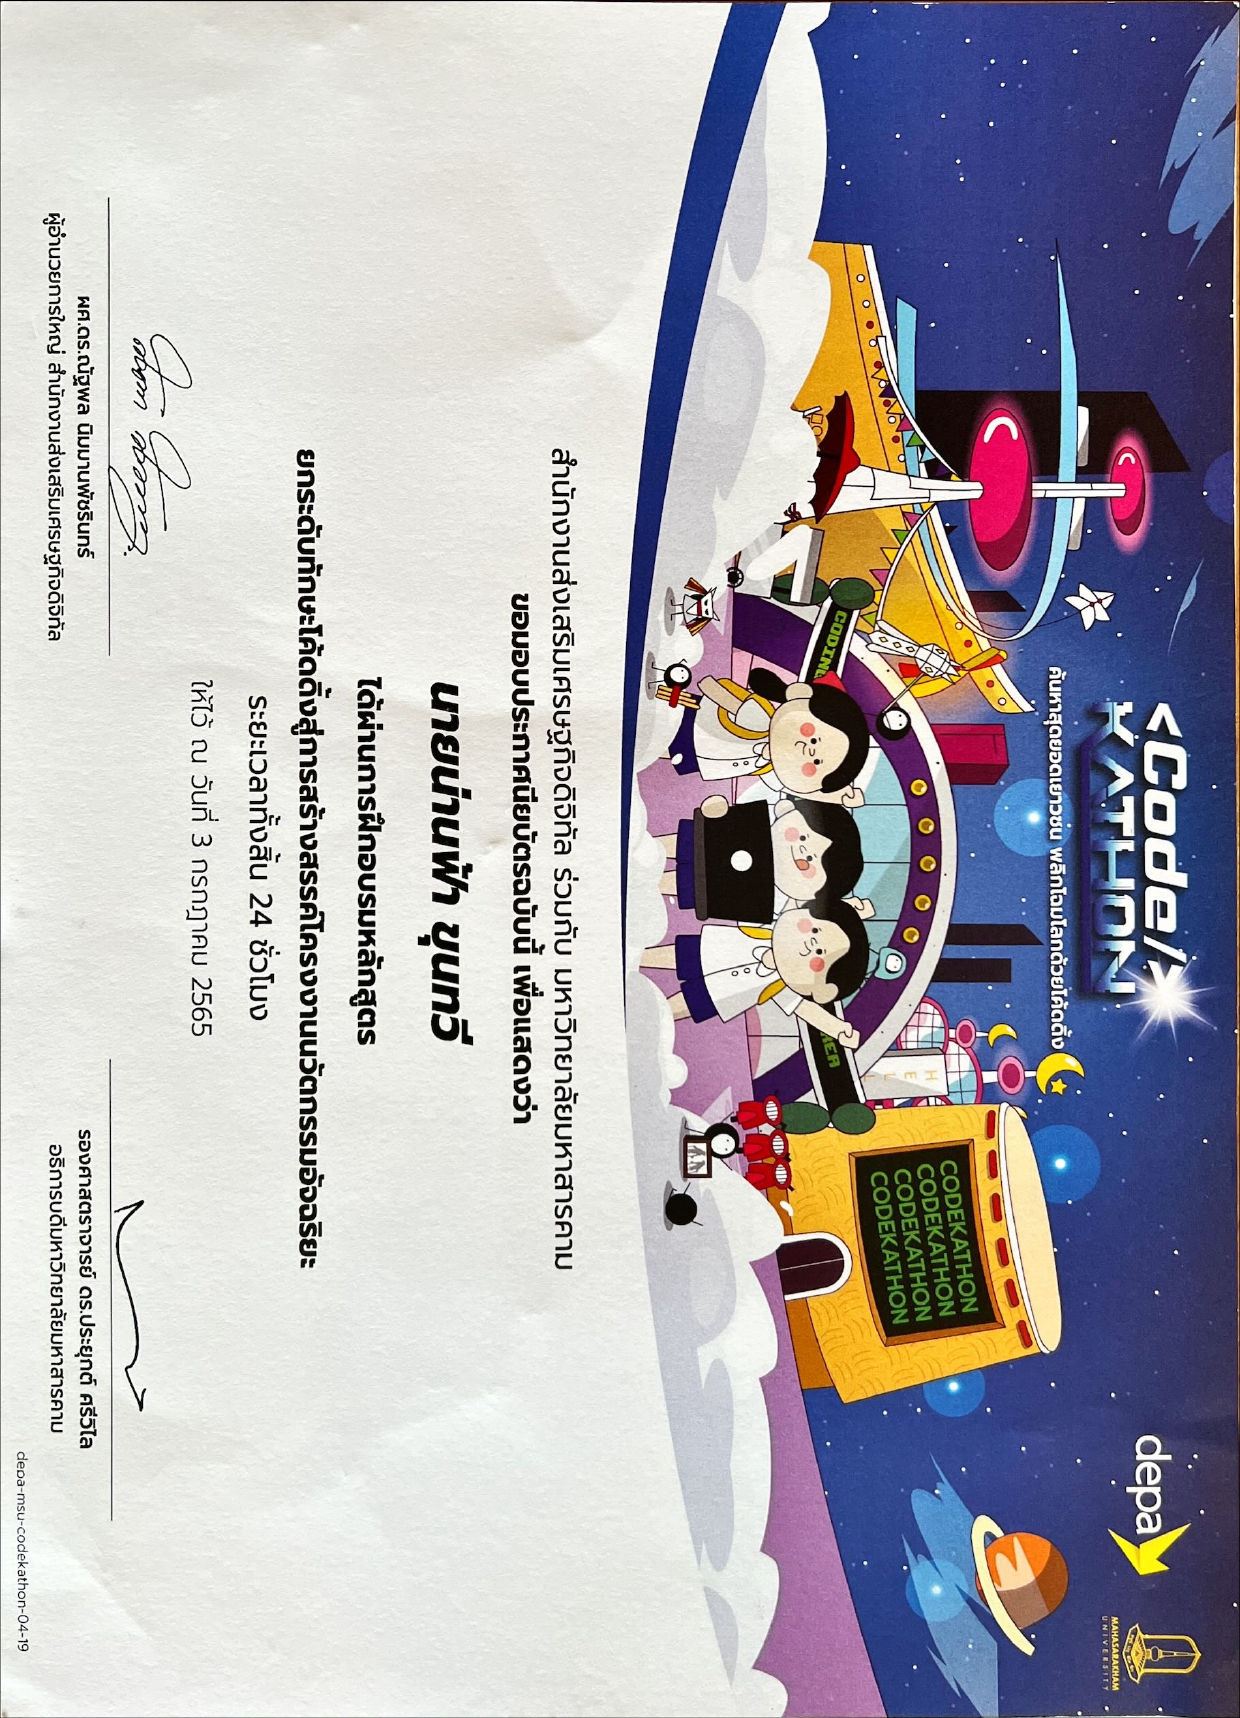 <Code/>
KATHON
ค้นหาสุดยอดเยาวชน พลิกโฉมโลกด้วยโค้ดดิ้ง
depa
MAHASARAKHAM
UNIVERSITY
CODEKATHON
CODEKATHON
CODEKATHON
CODEKATHON
CODING
สำนักงานส่งเสริมเศรษฐกิจดิจิทัล ร่วมกับ มหาวิทยาลัยมหาสารคาม
ขอมอบประกาศนียบัตรฉบับนี้ เพื่อแสดงว่า
นายน่านฟ้า ขุนทวี
ได้ผ่านการฝึกอบรมหลักสูตร
ยกระดับทักษะโค้ดดิ้งสู่การสร้างสรรค์โครงงานนวัตกรรมอัจฉริยะ
ระยะเวลาทั้งสิ้น 24 ชั่วโมง
ให้ไว้ ณ วันที่ 3 กรกฎาคม 2565
ผศ.ดร.ณัฐพล นิมมานพัชรินทร์
ผู้อำนวยการใหญ่ สำนักงานส่งเสริมเศรษฐกิจดิจิทัล
รองศาสตราจารย์ ดร.ประยุกต์ ศรีวิไล
อธิการบดีมหาวิทยาลัยมหาสารคาม
depa-msu-codekathon-04-19